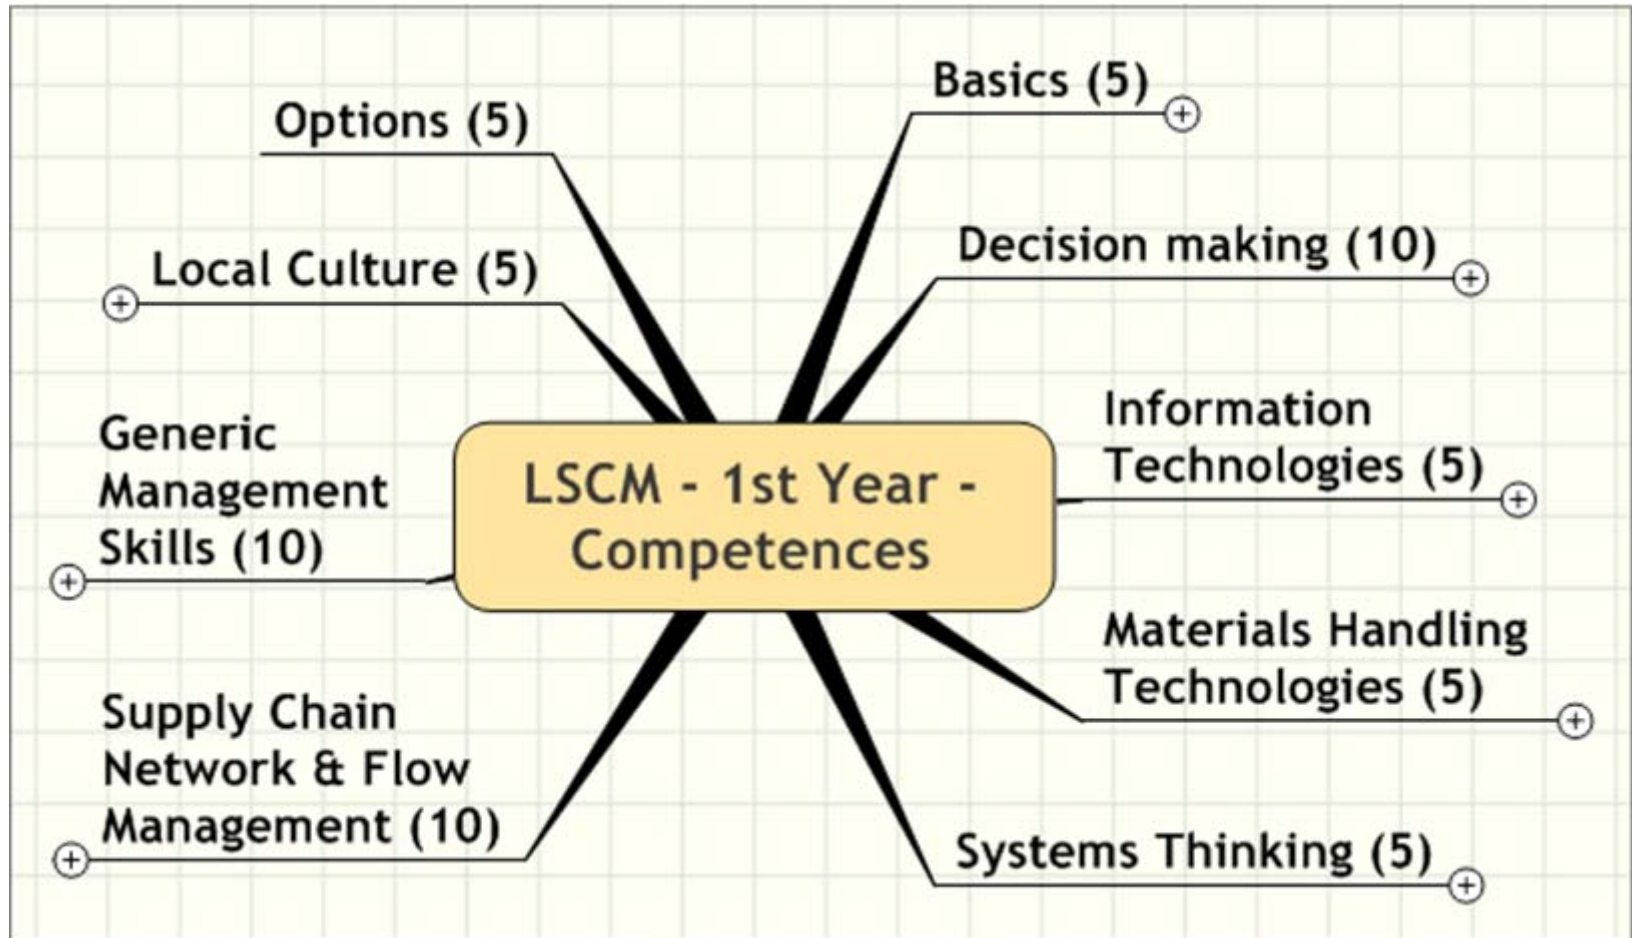 LSCM - 1st Year -
Competences
Basics (5)
Decision making (10)
Information
Technologies (5)
Materials Handling
Technologies (5)
Systems Thinking (5)
Options (5)
Local Culture (5)
Generic
Management
Skills (10)
Supply Chain
Network & Flow
Management (10)